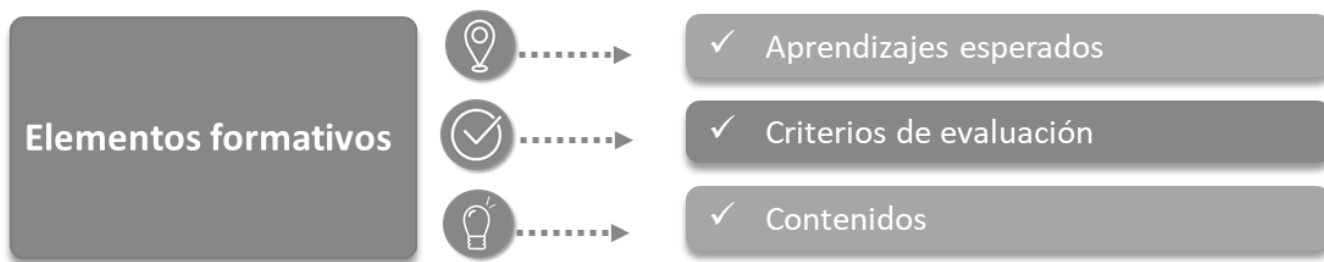 Elementos formativos
✓ Aprendizajes esperados
✓ Criterios de evaluación
✓ Contenidos